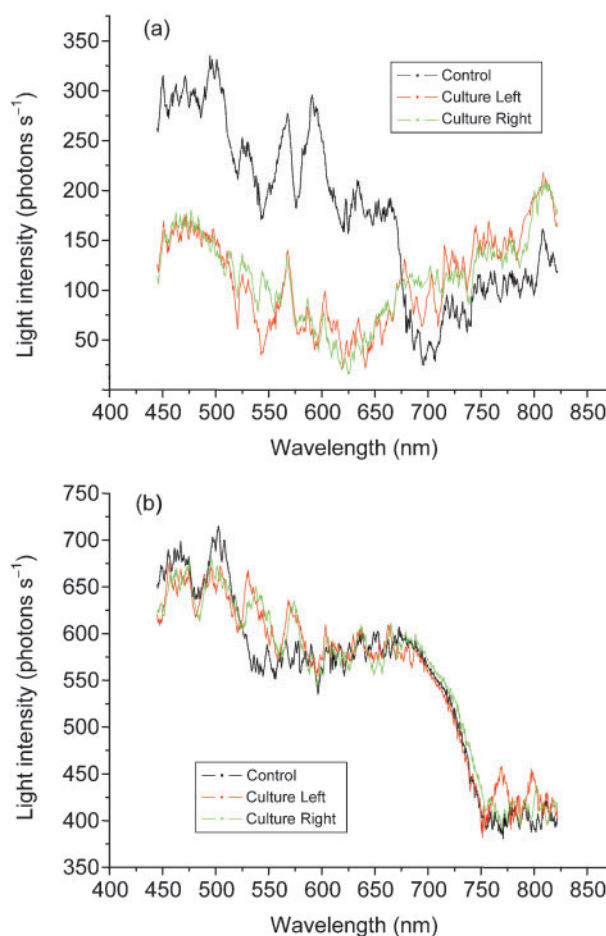 (a)
Control
Culture Left
Culture Right
Light intensity (photons s⁻¹)
350
300
250
200
150
100
50
400 450 500 550 600 650 700 750 800 850
Wavelength (nm)
(b)
Control
Culture Left
Culture Right
Light intensity (photons s⁻¹)
750
700
650
600
550
500
450
400
350
400 450 500 550 600 650 700 750 800 850
Wavelength (nm)